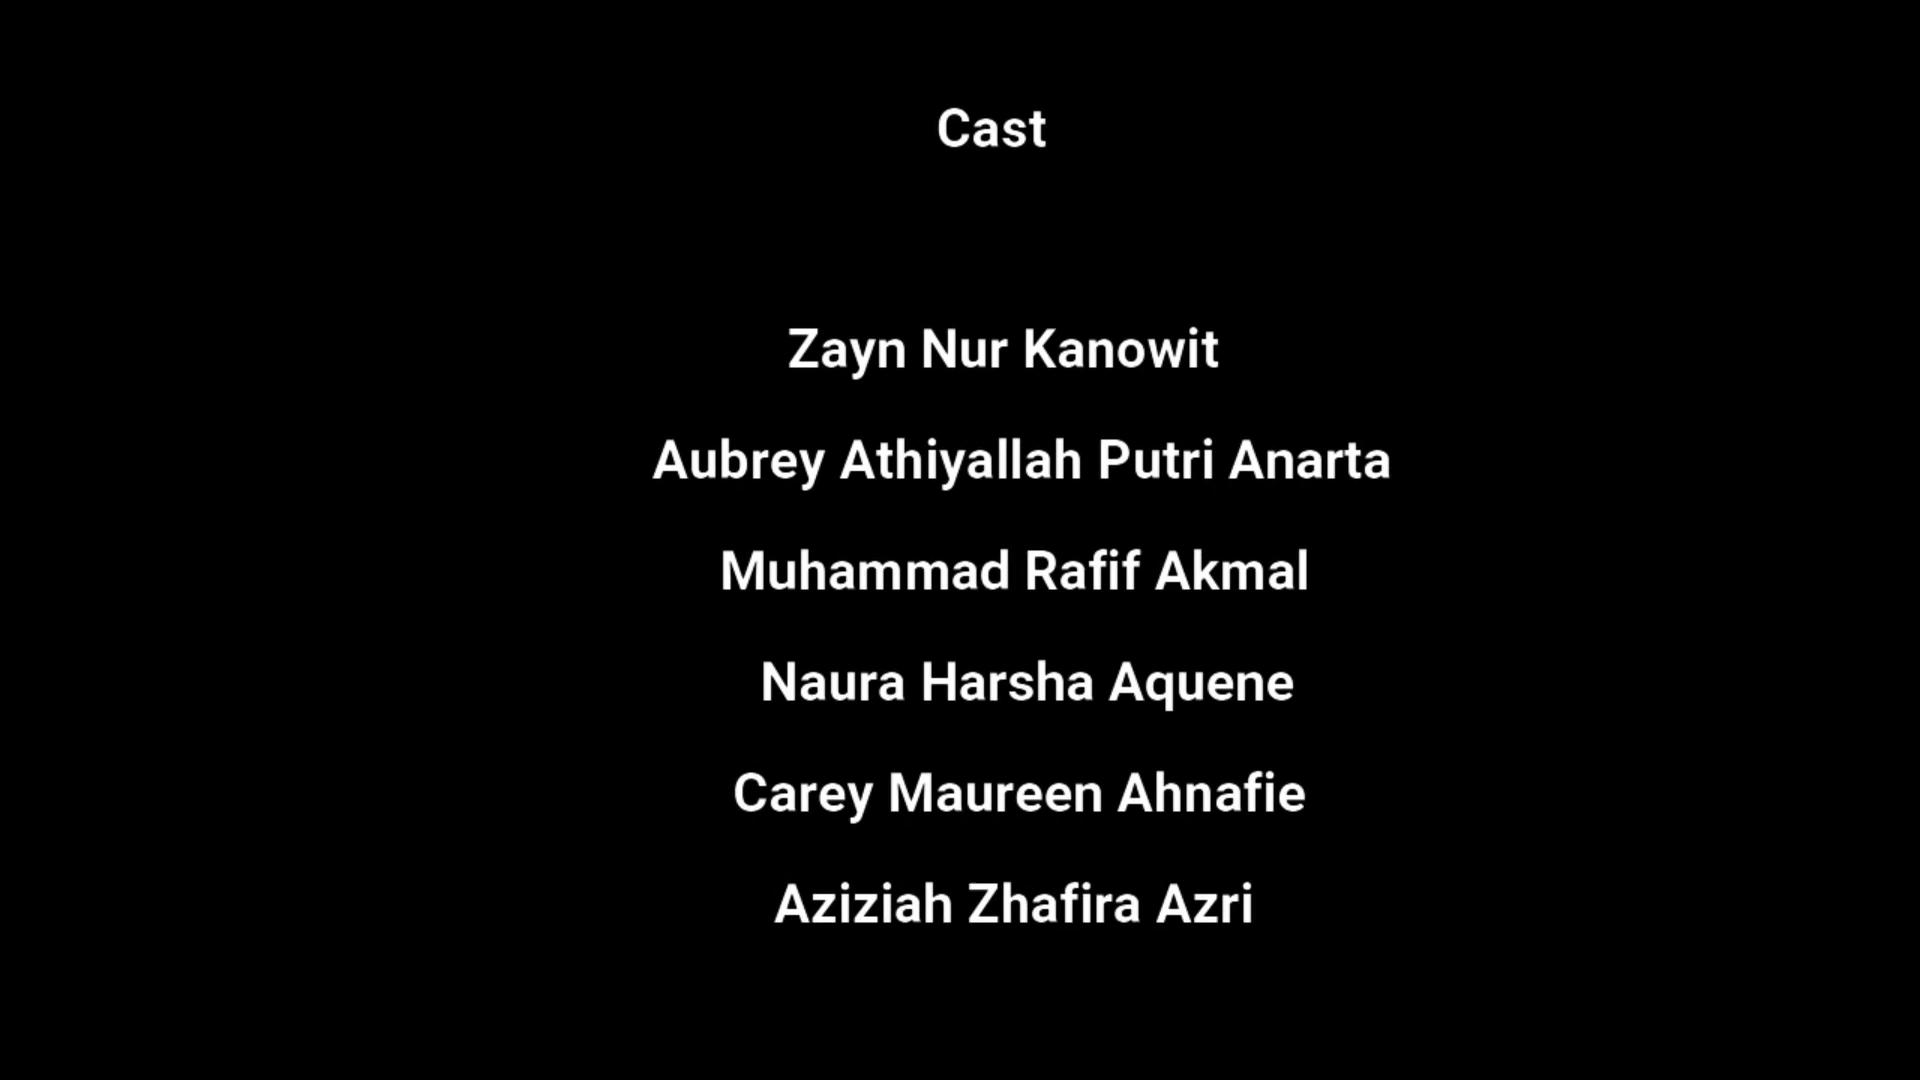 Cast
Zayn Nur Kanowit
Aubrey Athiyallah Putri Anarta
Muhammad Rafif Akmal
Naura Harsha Aquene
Carey Maureen Ahnafie
Aziziah Zhafira Azri